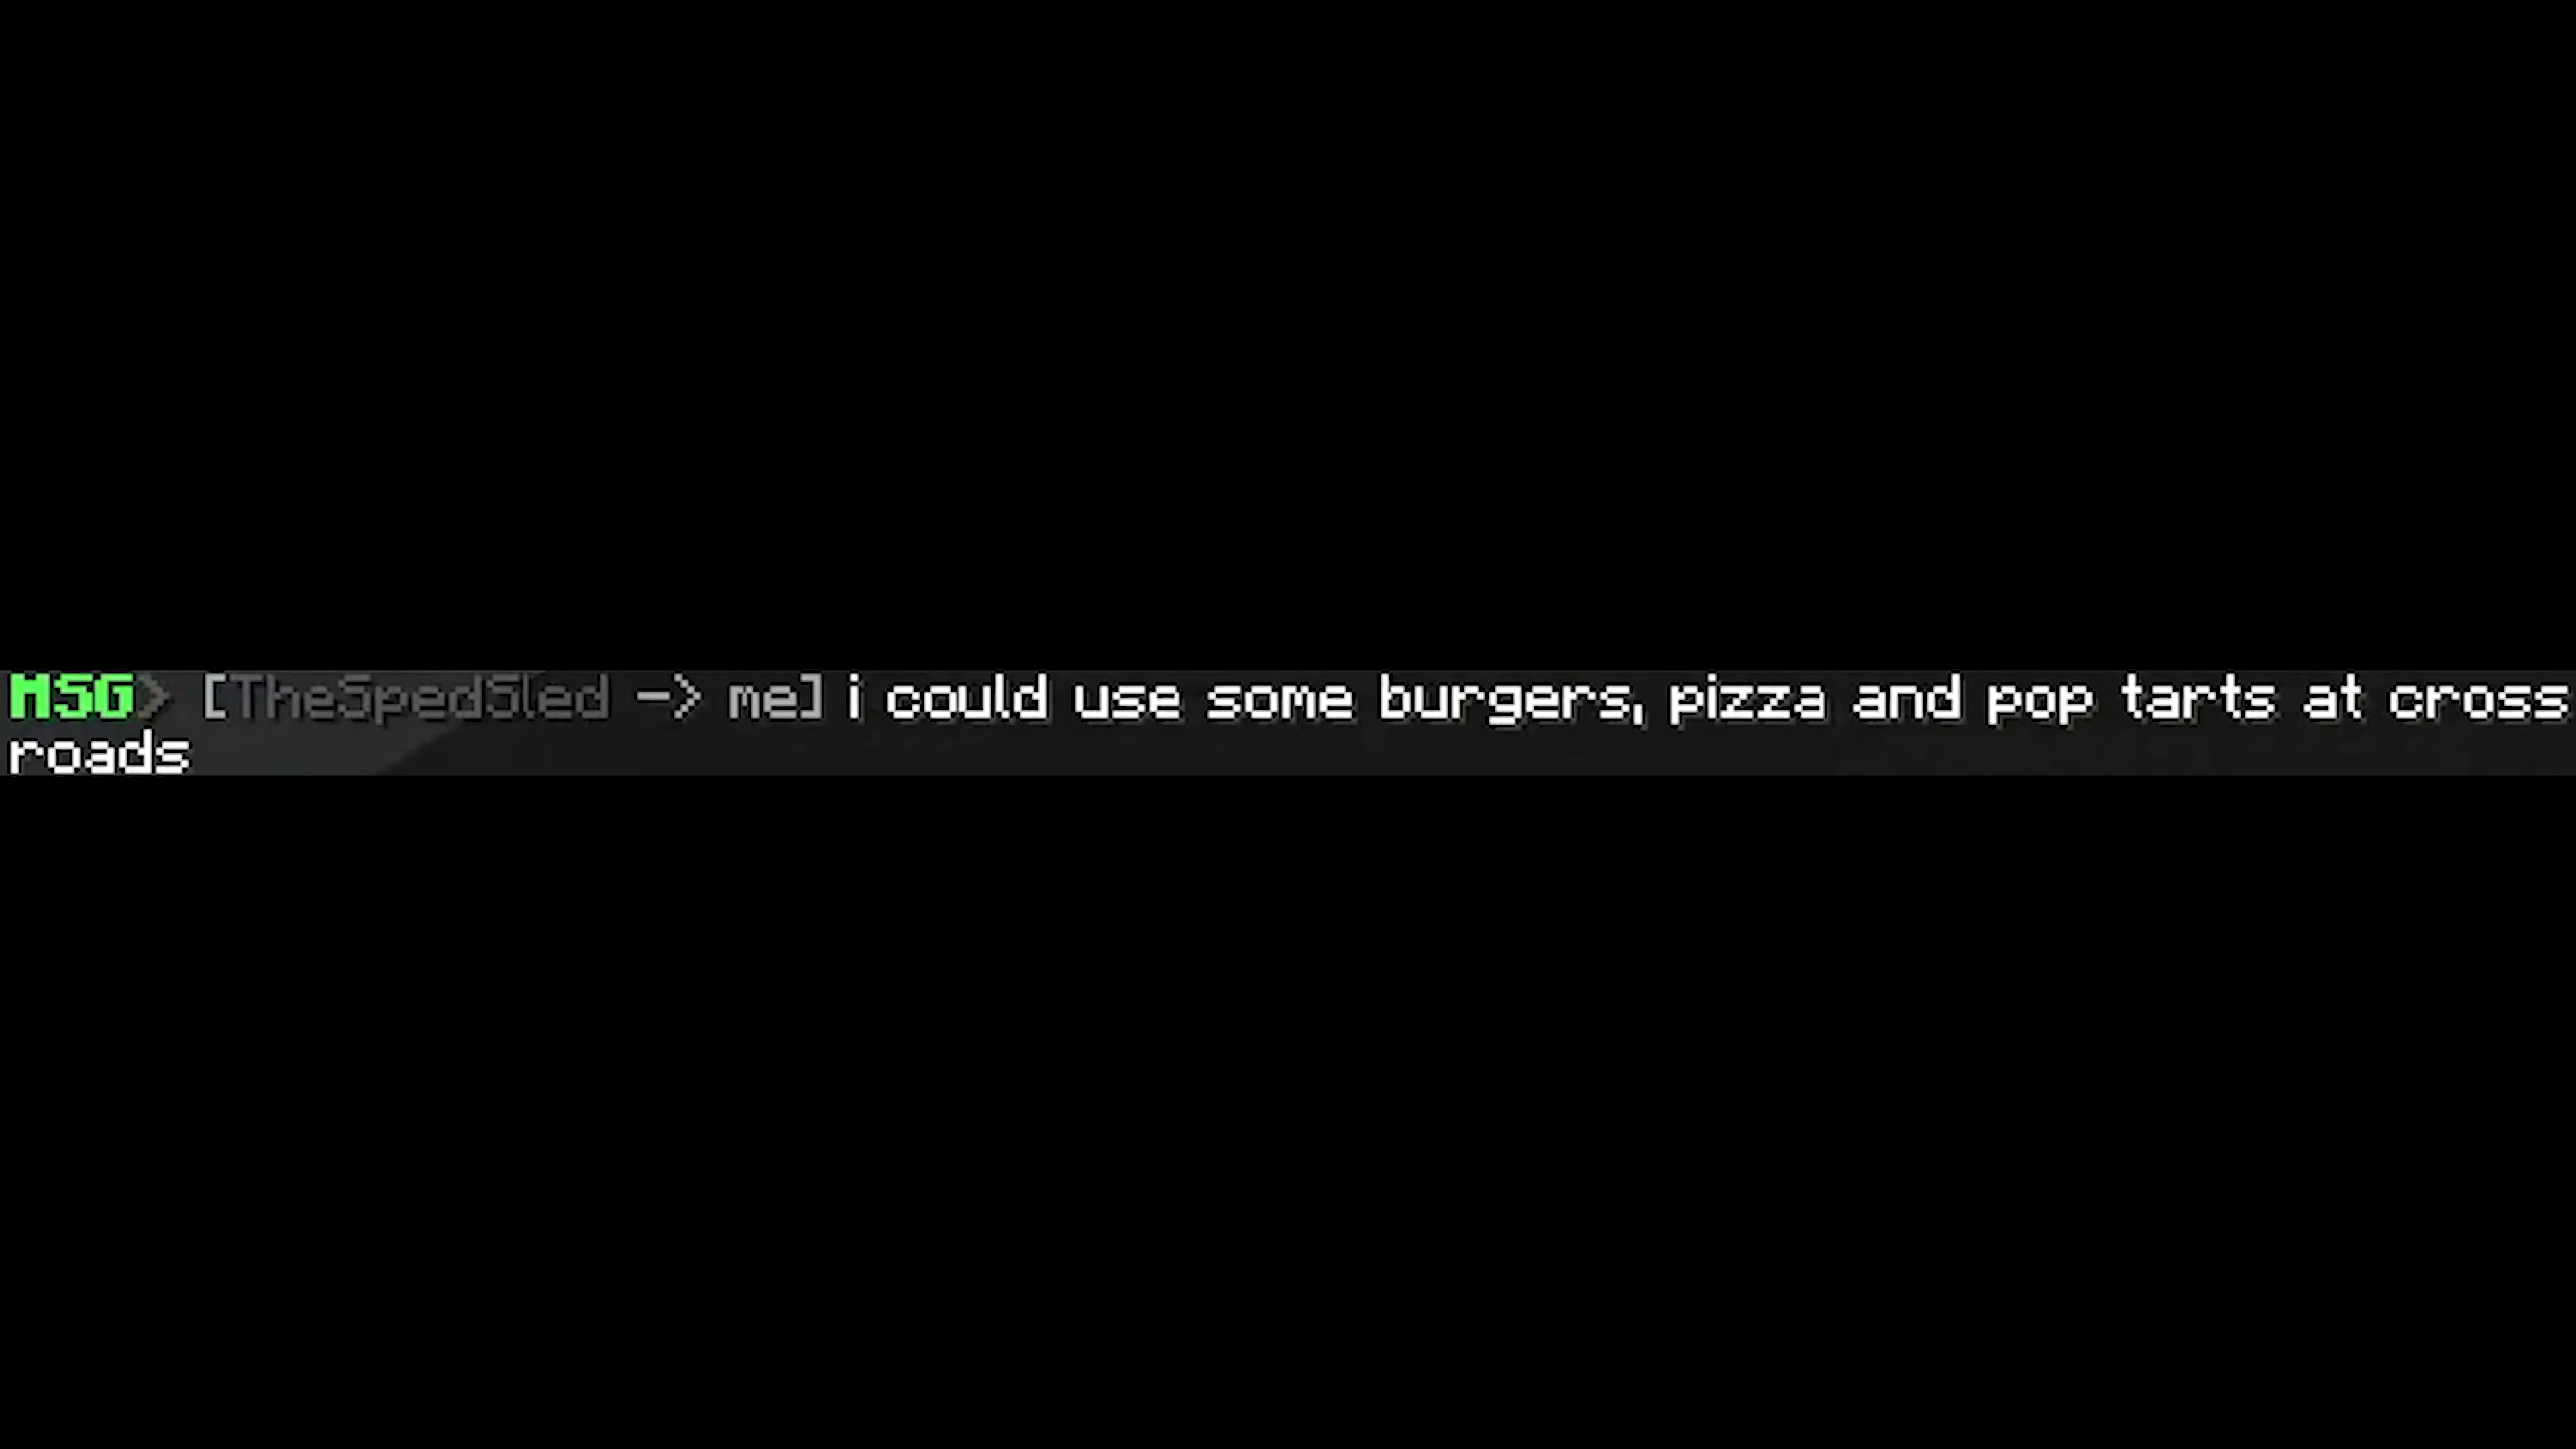 MSG> [TheSpedSled -> me] i could use some burgers, pizza and pop tarts at cross
roads